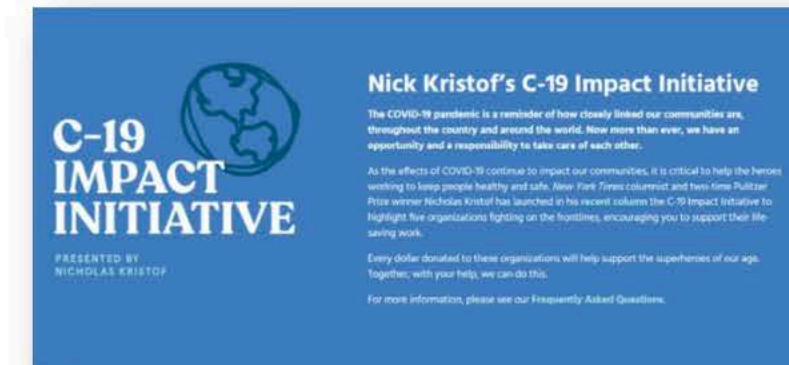 C-19
IMPACT
INITIATIVE
PRESENTED BY
NICHOLAS KRISTOF
Nick Kristof's C-19 Impact Initiative
The COVID-19 pandemic is a reminder of how closely linked our communities are,
throughout the country and around the world. Now more than ever, we have an
opportunity and a responsibility to take care of each other.
As the effects of COVID-19 continue to impact our communities, it is critical to help the heroes
working to keep people healthy and safe. New York Times columnist and two-time Pulitzer
Prize winner Nicholas Kristof has launched in his recent column the C-19 Impact Initiative to
highlight five organizations fighting on the frontlines, encouraging you to support their life-
saving work.
Every dollar donated to these organizations will help support the superheroes of our age.
Together, with your help, we can do this.
For more information, please see our Frequently Asked Questions.